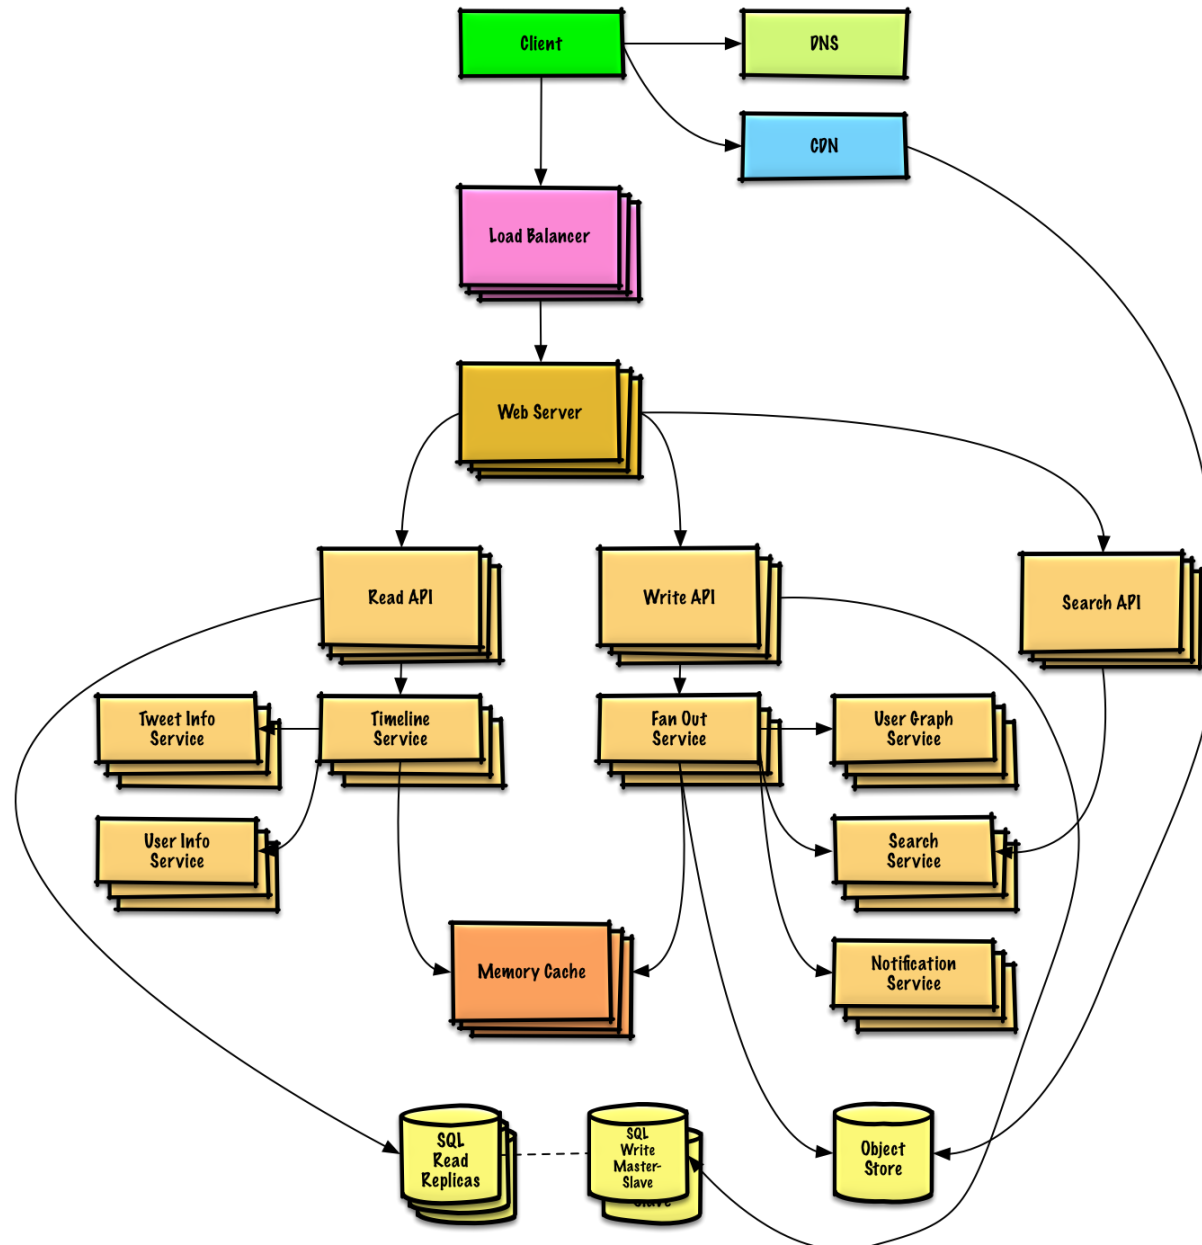 Client
DNS
CDN
Load Balancer
Web Server
Read API
Write API
Search API
Tweet Info
Service
Timeline
Service
Fan Out
Service
User Graph
Service
User Info
Service
Search
Service
Memory Cache
Notification
Service
SQL
Read
Replicas
SQL
Write
Master-
Slave
Slave
Object
Store